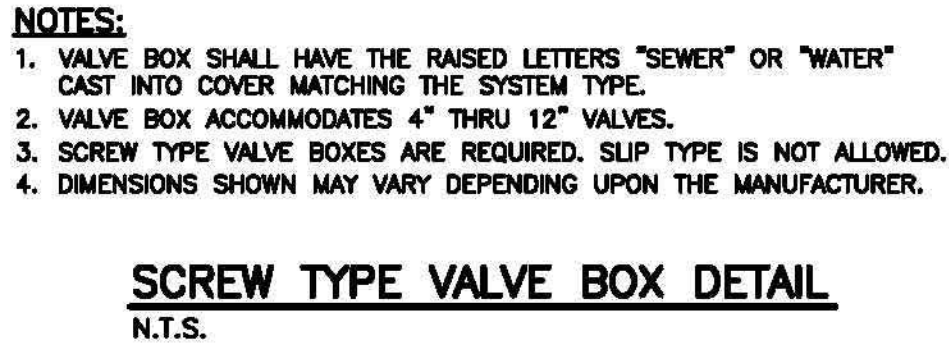 NOTES:
1. VALVE BOX SHALL HAVE THE RAISED LETTERS "SEWER" OR "WATER"
CAST INTO COVER MATCHING THE SYSTEM TYPE.
2. VALVE BOX ACCOMMODATES 4" THRU 12" VALVES.
3. SCREW TYPE VALVE BOXES ARE REQUIRED. SLIP TYPE IS NOT ALLOWED.
4. DIMENSIONS SHOWN MAY VARY DEPENDING UPON THE MANUFACTURER.
SCREW TYPE VALVE BOX DETAIL
N.T.S.